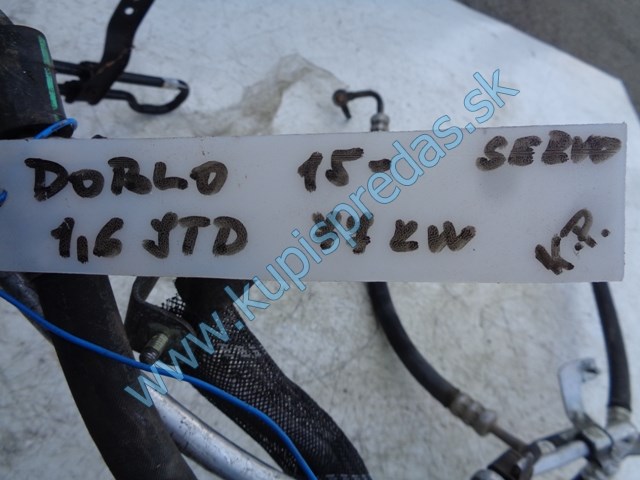 DOBLO 15- SERVO
1,6 JTD KW K.P.
www.kupispredas.sk